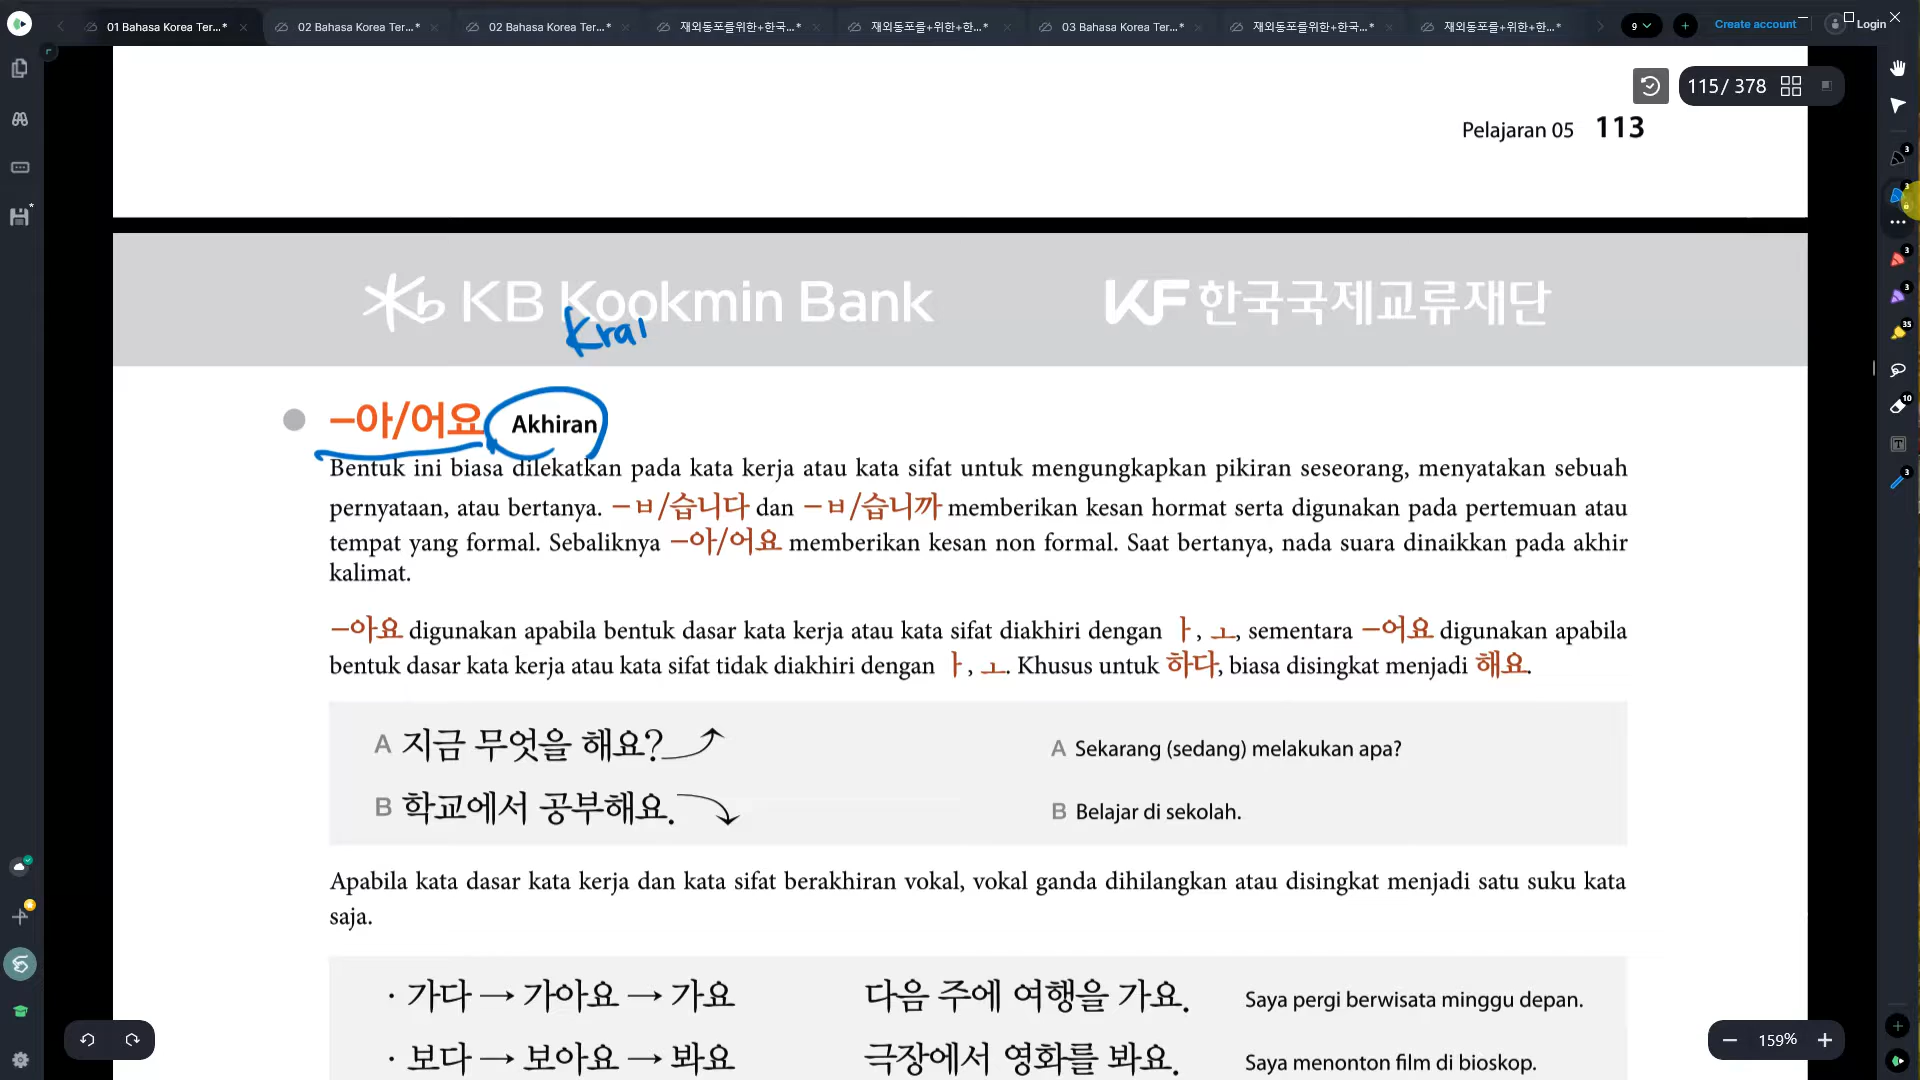 01 Bahasa Korea Ter...*
02 Bahasa Korea Ter...*
02 Bahasa Korea Ter...*
재외동포를위한+한국...*
재외동포를+위한+한...*
03 Bahasa Korea Ter...*
재외동포를위한+한국...*
재외동포를+위한+한...*
9
Create account
Login
115/ 378
Pelajaran 05 113
KB Kookmin Bank
KF 한국국제교류재단
–아/어요 Akhiran
Bentuk ini biasa dilekatkan pada kata kerja atau kata sifat untuk mengungkapkan pikiran seseorang, menyatakan sebuah
pernyataan, atau bertanya. –ㅂ/습니다 dan –ㅂ/습니까 memberikan kesan hormat serta digunakan pada pertemuan atau
tempat yang formal. Sebaliknya –아/어요 memberikan kesan non formal. Saat bertanya, nada suara dinaikkan pada akhir
kalimat.
–아요 digunakan apabila bentuk dasar kata kerja atau kata sifat diakhiri dengan ㅏ, ㅗ, sementara –어요 digunakan apabila
bentuk dasar kata kerja atau kata sifat tidak diakhiri dengan ㅏ, ㅗ. Khusus untuk 하다, biasa disingkat menjadi 해요.
A 지금 무엇을 해요?
A Sekarang (sedang) melakukan apa?
B 학교에서 공부해요.
B Belajar di sekolah.
Apabila kata dasar kata kerja dan kata sifat berakhiran vokal, vokal ganda dihilangkan atau disingkat menjadi satu suku kata
saja.
· 가다 → 가아요 → 가요 다음 주에 여행을 가요. Saya pergi berwisata minggu depan.
· 보다 → 보아요 → 봐요 극장에서 영화를 봐요. Saya menonton film di bioskop.
159%
3
3
3
3
35
10
3